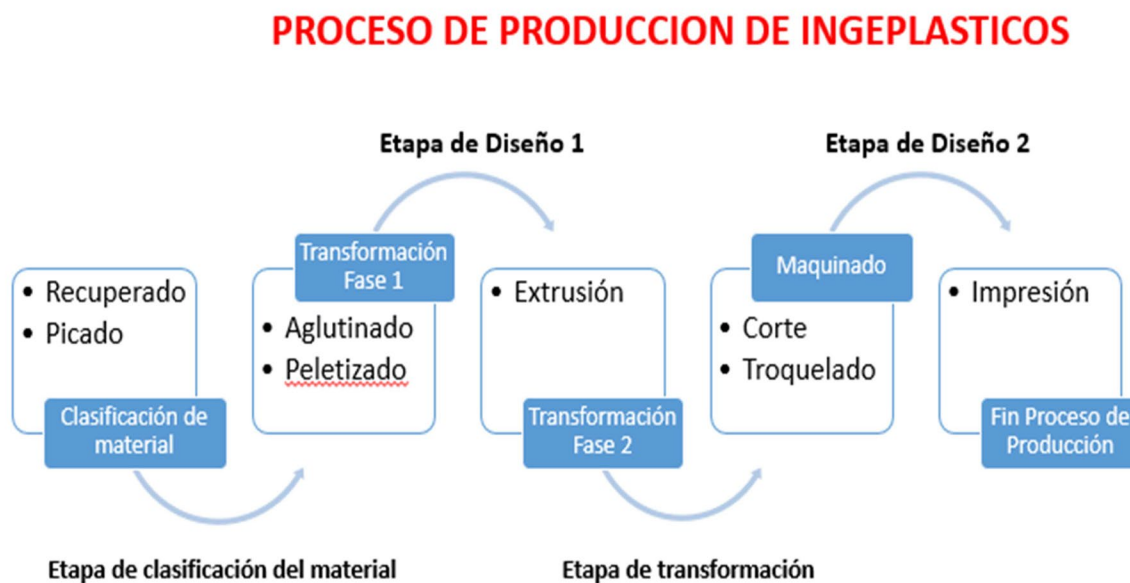 PROCESO DE PRODUCCION DE INGEPLASTICOS
Etapa de Diseño 1
Etapa de Diseño 2
• Recuperado
• Picado
Clasificación de
material
Transformación
Fase 1
• Aglutinado
• Peletizado
• Extrusión
Transformación
Fase 2
Maquinado
• Corte
• Troquelado
• Impresión
Fin Proceso de
Producción
Etapa de clasificación del material
Etapa de transformación